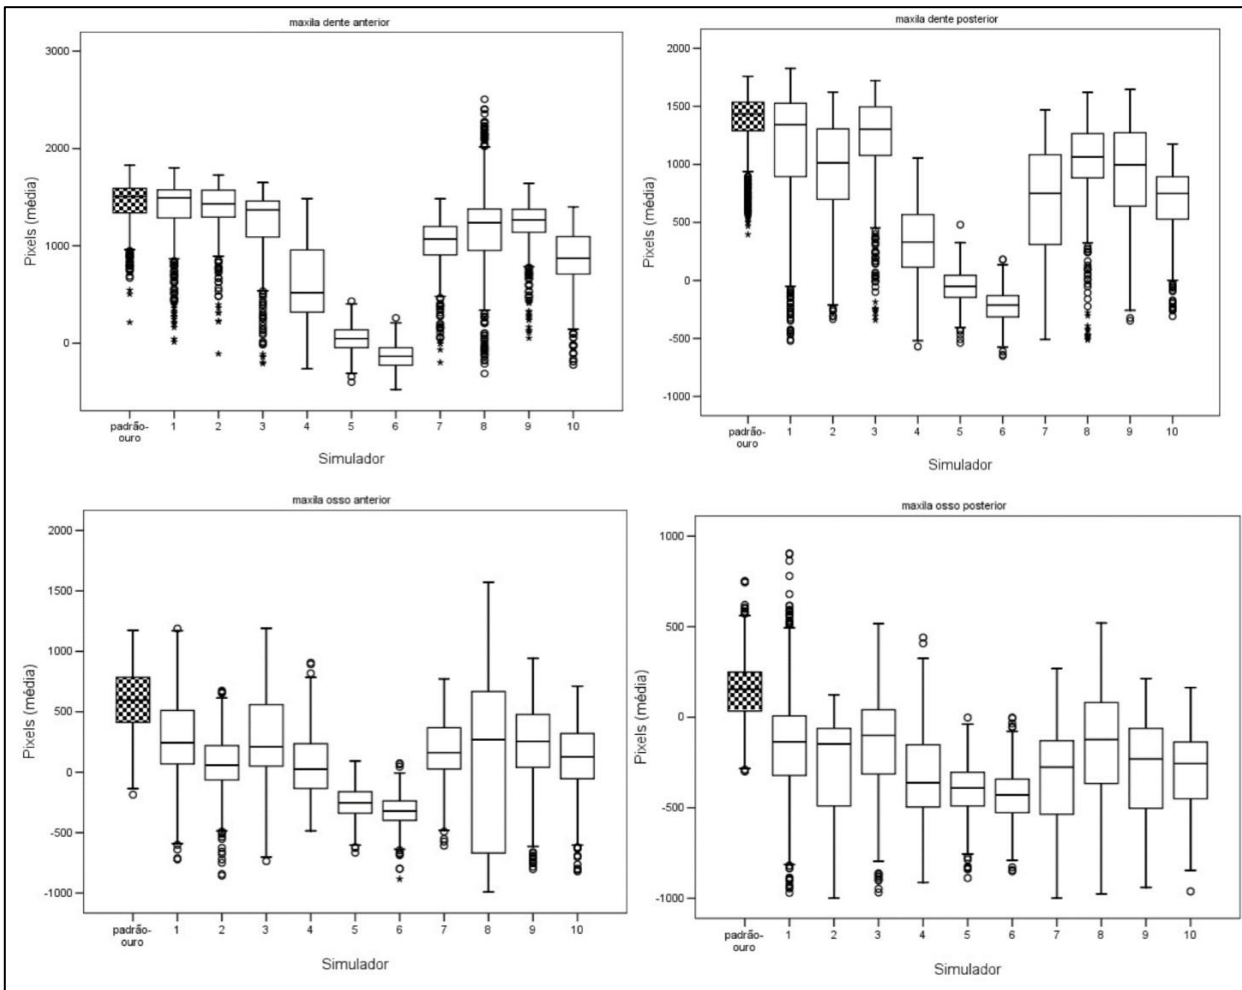 maxila dente anterior
3000
2000
1000
0
Pixels (média)
padrão-
ouro
1 2 3 4 5 6 7 8 9 10
Simulador
maxila dente posterior
2000
1500
1000
500
0
-500
-1000
Pixels (média)
padrão-
ouro
1 2 3 4 5 6 7 8 9 10
Simulador
maxila osso anterior
2000
1500
1000
500
0
-500
-1000
Pixels (média)
padrão-
ouro
1 2 3 4 5 6 7 8 9 10
Simulador
maxila osso posterior
1000
500
0
-500
-1000
Pixels (média)
padrão-
ouro
1 2 3 4 5 6 7 8 9 10
Simulador